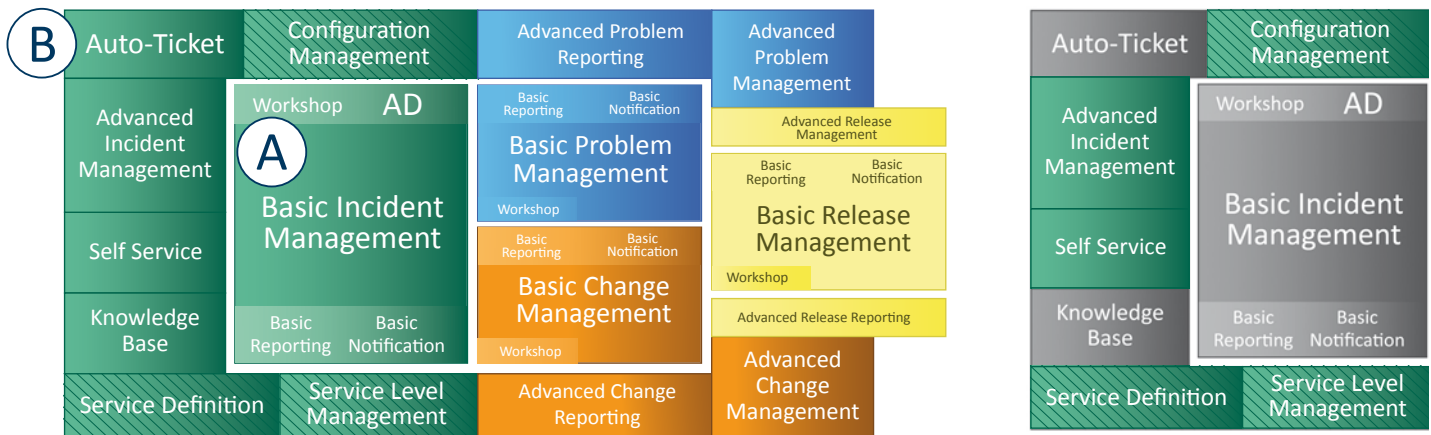 B
Auto-Ticket
Configuration
Management
Advanced Problem
Reporting
Advanced
Problem
Management
Advanced
Incident
Management
Workshop AD
A
Basic Incident
Management
Basic
Reporting
Basic
Notification
Basic
Reporting
Basic
Notification
Basic Problem
Management
Workshop
Advanced Release
Management
Basic
Reporting
Basic
Notification
Basic Release
Management
Workshop
Self Service
Basic
Reporting
Basic
Notification
Basic Change
Management
Workshop
Advanced Release Reporting
Knowledge
Base
Service Definition
Service Level
Management
Advanced Change
Reporting
Advanced
Change
Management
Auto-Ticket
Configuration
Management
Advanced
Incident
Management
Workshop AD
Basic Incident
Management
Self Service
Knowledge
Base
Basic
Reporting
Basic
Notification
Service Definition
Service Level
Management